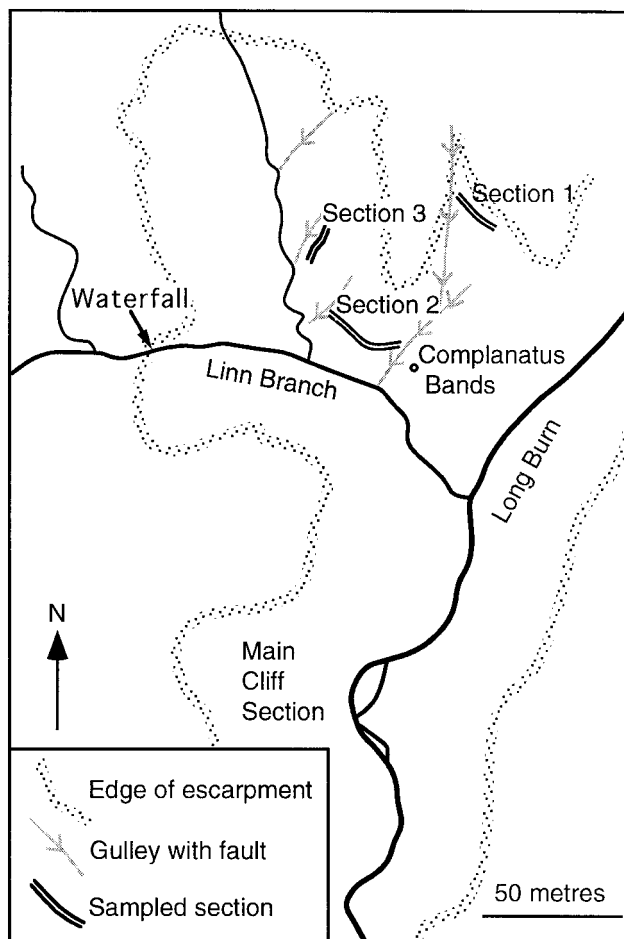 Section 1
Section 3
Waterfall
Section 2
Linn Branch
Complanatus
Bands
Long Burn
N
Main
Cliff
Section
Edge of escarpment
Gulley with fault
Sampled section
50 metres